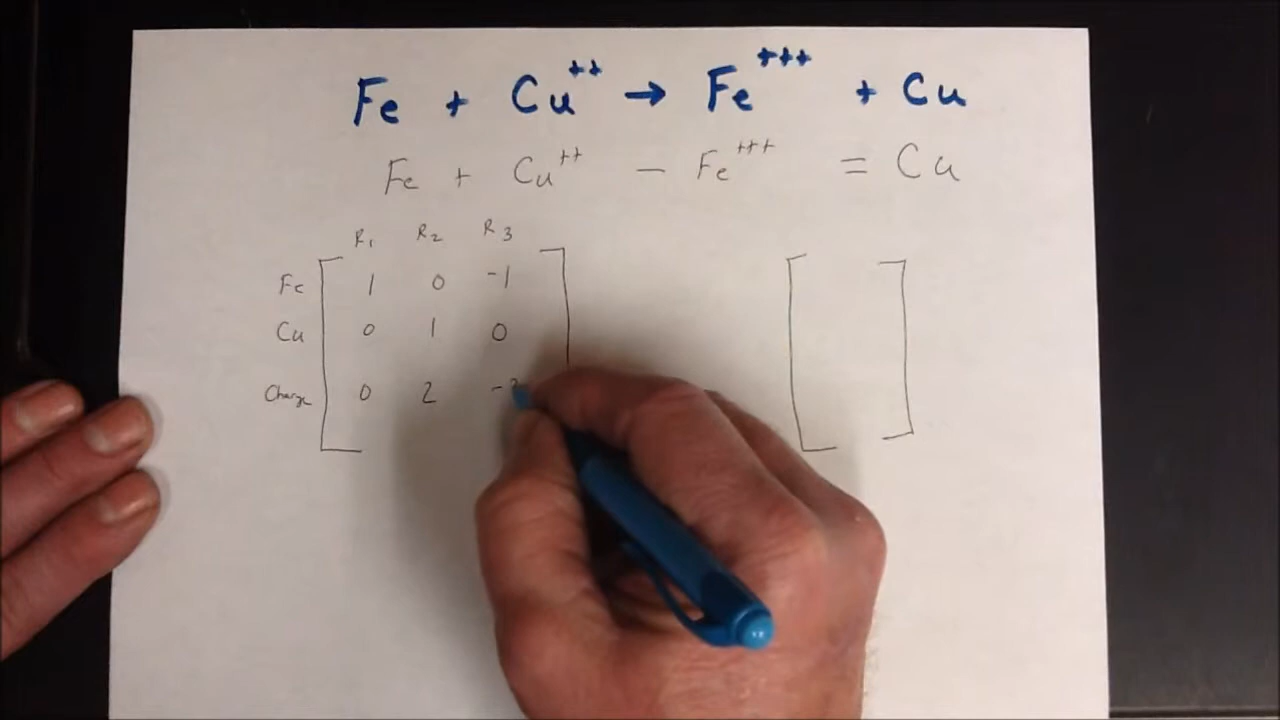 Fe + Cu⁺⁺ → Fe⁺⁺⁺ + Cu
Fe + Cu⁺⁺ − Fe⁺⁺⁺ = Cu
R₁ R₂ R₃
Fe 1 0 -1
Cu 0 1 0
Charge 0 2 -